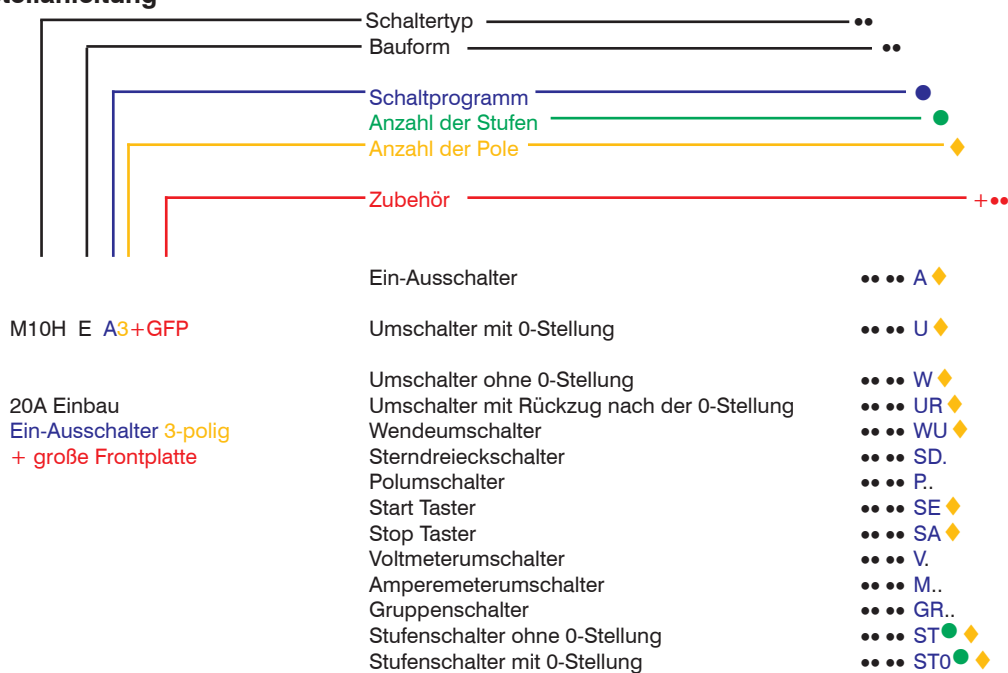 Schaltertyp ••
Bauform ••
Schaltprogramm ●
Anzahl der Stufen ●
Anzahl der Pole ♦
Zubehör +••
Ein-Ausschalter •• •• A ♦
M10H E A3+GFP Umschalter mit 0-Stellung •• •• U ♦
Umschalter ohne 0-Stellung •• •• W ♦
20A Einbau Umschalter mit Rückzug nach der 0-Stellung •• •• UR ♦
Ein-Ausschalter 3-polig Wendeumschalter •• •• WU ♦
+ große Frontplatte Sterndreieckschalter •• •• SD.
Polumschalter •• •• P..
Start Taster •• •• SE ♦
Stop Taster •• •• SA ♦
Voltmeterumschalter •• •• V.
Amperemeterumschalter •• •• M..
Gruppenschalter •• •• GR..
Stufenschalter ohne 0-Stellung •• •• ST ● ♦
Stufenschalter mit 0-Stellung •• •• ST0 ● ♦